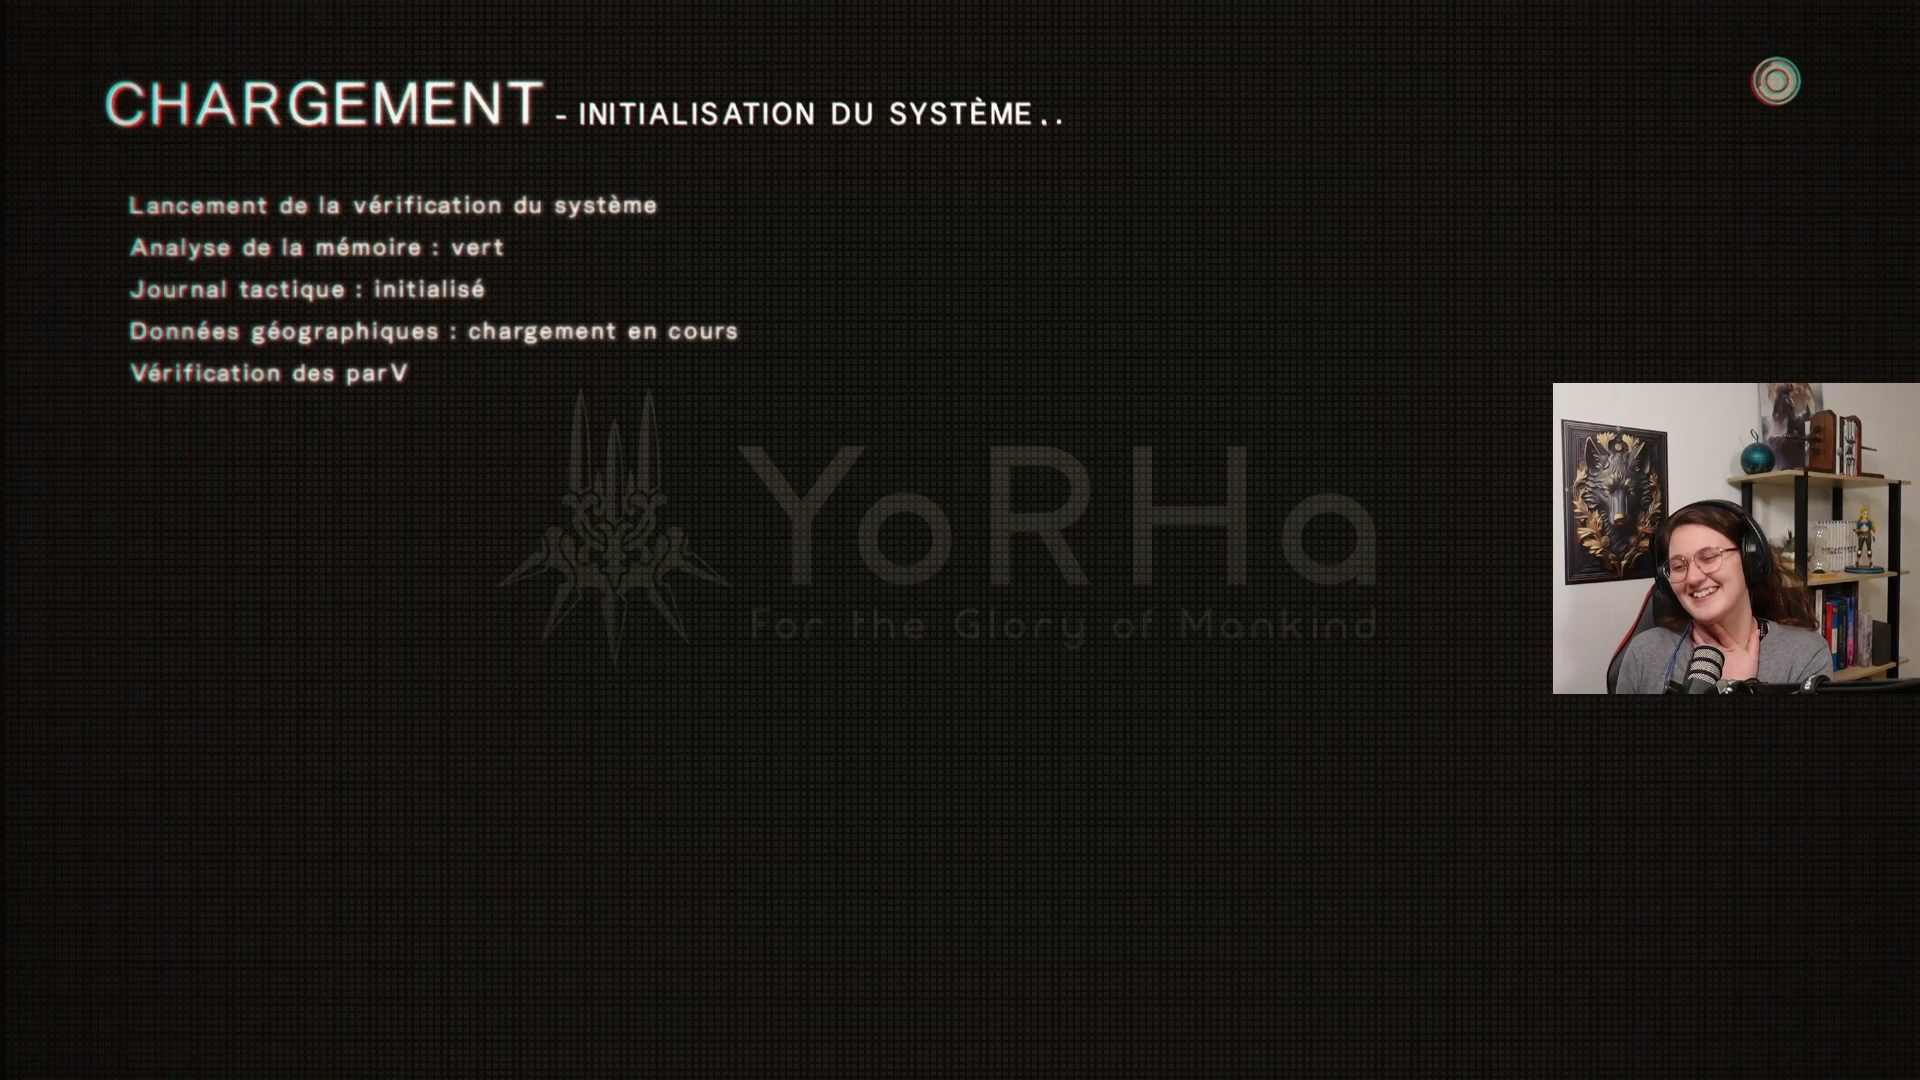 CHARGEMENT - INITIALISATION DU SYSTÈME..
Lancement de la vérification du système
Analyse de la mémoire : vert
Journal tactique : initialisé
Données géographiques : chargement en cours
Vérification des parV
YoRHa
For the Glory of Mankind